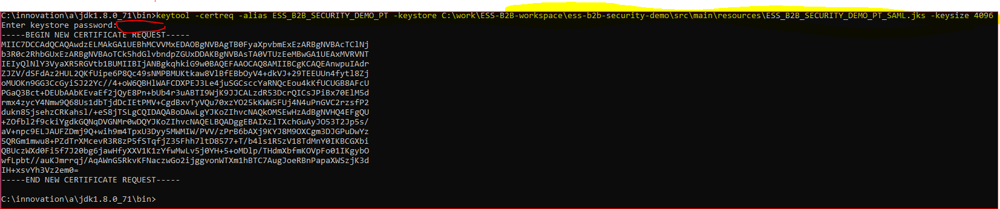 C:\innovation\a\jdk1.8.0_71\bin>keytool -certreq -alias ESS_B2B_SECURITY_DEMO_PT -keystore C:\work\ESS-B2B-workspace\ess-b2b-security-demo\src\main\resources\ESS_B2B_SECURITY_DEMO_PT_SAML.jks -keysize 4096
Enter keystore password:
-----BEGIN NEW CERTIFICATE REQUEST-----
MIIC7DCCAdQCAQAwdzELMAkGA1UEBhMCVVMxEDAOBgNVBAgTB0FyaXpvbmExEzARBgNVBAcTClNj
b3R0c2RhbGUxEzARBgNVBAoTCk5hdGlvbndpZGUxDDAKBgNVBAsTA0VTUzEeMBwGA1UEAxMVRVNT
IEIyQlNlY3VyaXR5RGVtb1BUMIIBIjANBgkqhkiG9w0BAQEFAAOCAQ8AMIIBCgKCAQEAnwpuIAdr
ZJZV/dSFdAz2HUL2QKfUipe6P8Qc49sNMPBMUKtkaw8VlBfEBbOyV4+dkVJ+29TEEUUn4fytl8Zj
oMUOKn9GG3CcGyiSJ22Yc//4+oW6QBHlWAFCDXPEJ3Le4juSGCsccYaRNQcEou4kKfUCUGB8AFcU
PGaQ3Bct+DEUbAAbKEvaEf2jQyE8Pn+bUb4r3uABTI9WjK9JJCALzdR53DcrQICsJPiBx70ElM5d
rmx4zycY4Nmw9Q68Us1dbTjdDcIEtPMV+CgdBxvTyVQu70xzYO25kKWW5FUj4N4uPnGVC2rzsfP2
dukn85jsehzCRKahsl/+eS8jTSLgCQIDAQABoDAwLgYJKoZIhvcNAQkOMSEwHzAdBgNVHQ4EFgQU
+ZOfbl2f9ckiYgdkGQNqDVGNMr0wDQYJKoZIhvcNAQELBQADggEBAIXzlTXchGuAyJO53T2Jp5s/
aV+npc9ELJAUFZDmj9Q+wih9m4TpxU3Dyy5MWMIW/PVV/zPrB6bAXj9KYJ8M9OXCgm3DJGPuDwYz
5QRGm1mwu8+PZdTrXMcevR3R8zP5fSTqfjZ35Fhh7ltD8577+T/b4ls1R5zV18TdMnY0IKBCGXbi
QBUczWXd0Fi5f7J20bg6jawHfyXXV1K1zYfwMwLv5j0YH+5+oMDlp/THdmXbfmKOVpFo01IKgybO
wfLpbt//auKJmrrqj/AqAWnG5RkvKFNaczwGo2ijggvonWTXm1hBTC7AugJoeRBnPapaXWSzjK3d
IH+xsvYh3Vz2em0=
-----END NEW CERTIFICATE REQUEST-----
C:\innovation\a\jdk1.8.0_71\bin>